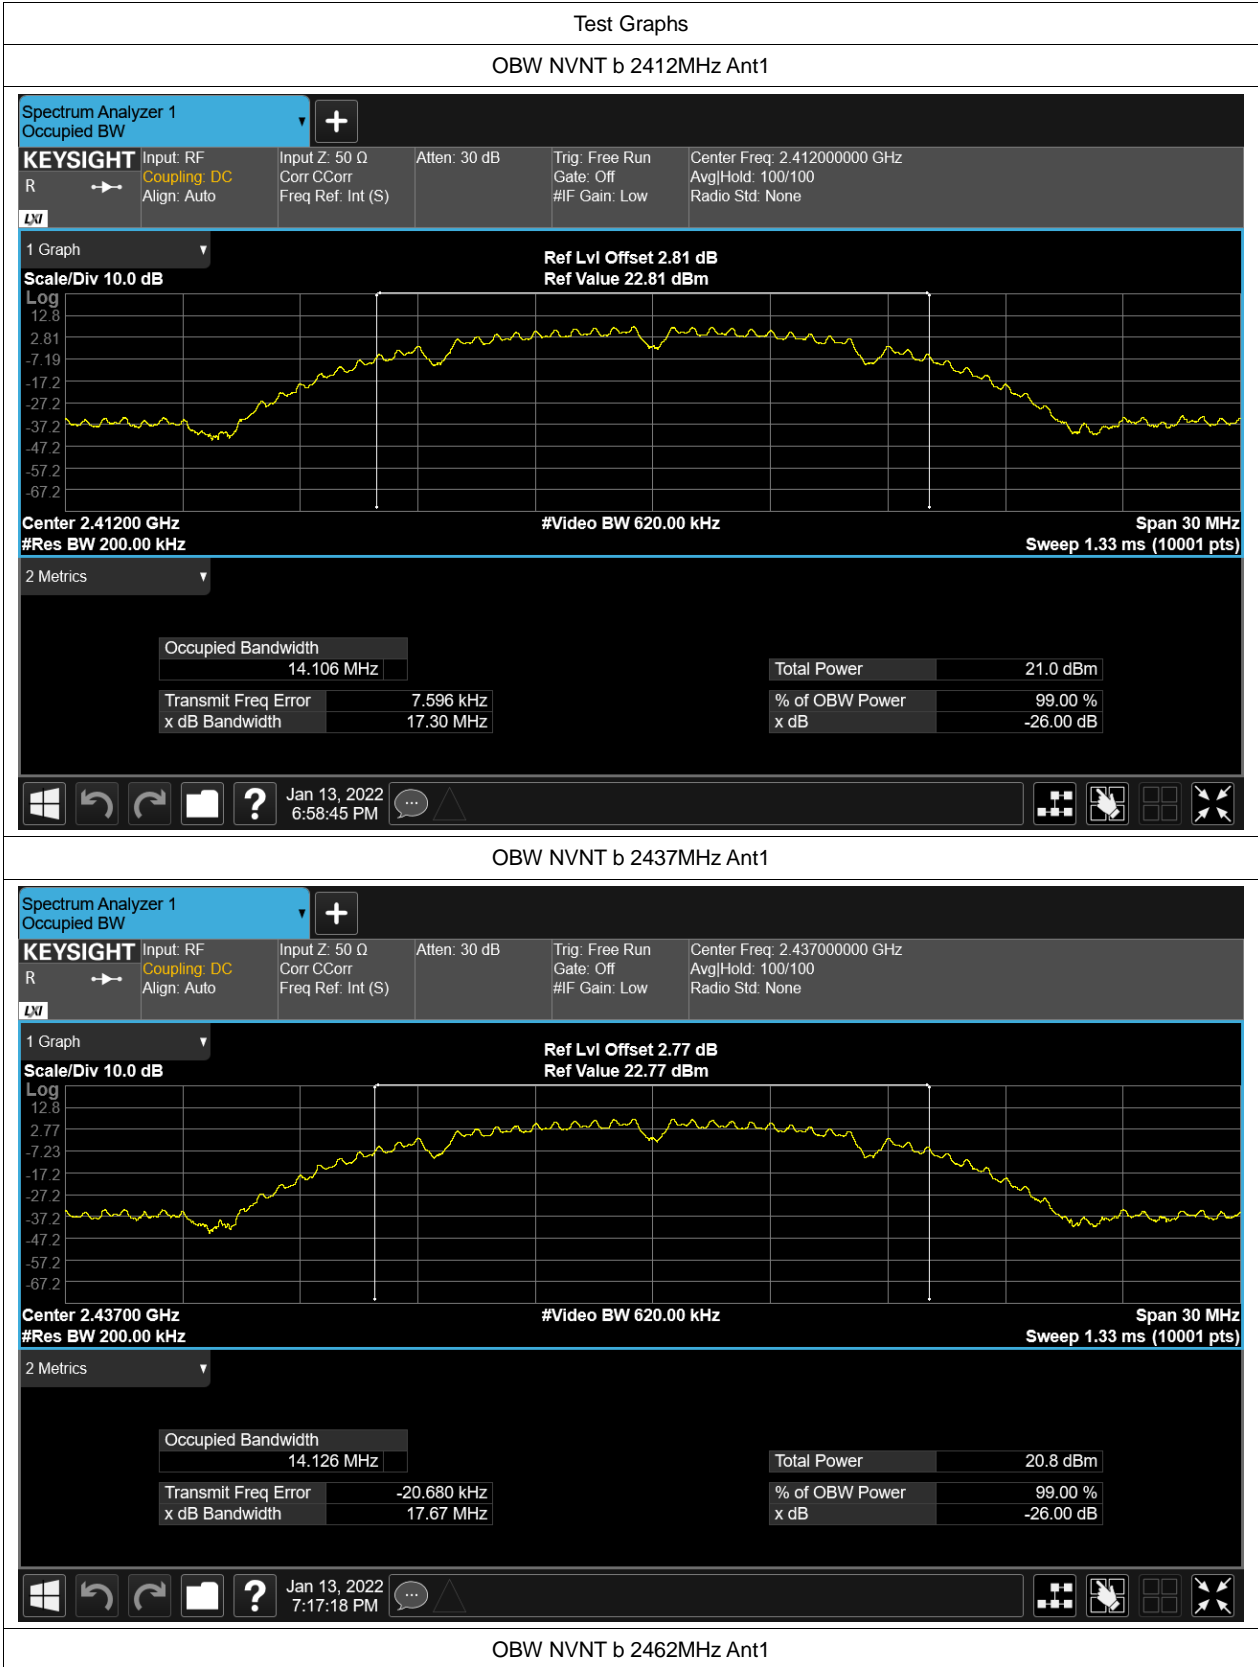 Test Graphs
OBW NVNT b 2412MHz Ant1
Spectrum Analyzer 1
Occupied BW
KEYSIGHT Input: RF Input Z: 50 Ω Atten: 30 dB Trig: Free Run Center Freq: 2.412000000 GHz
R Coupling: DC Corr CCorr Gate: Off Avg|Hold: 100/100
Align: Auto Freq Ref: Int (S) #IF Gain: Low Radio Std: None
LXI
1 Graph
Ref Lvl Offset 2.81 dB
Scale/Div 10.0 dB Ref Value 22.81 dBm
Log
12.8
2.81
-7.19
-17.2
-27.2
-37.2
-47.2
-57.2
-67.2
Center 2.41200 GHz #Video BW 620.00 kHz Span 30 MHz
#Res BW 200.00 kHz Sweep 1.33 ms (10001 pts)
2 Metrics
Occupied Bandwidth
14.106 MHz Total Power 21.0 dBm
Transmit Freq Error 7.596 kHz % of OBW Power 99.00 %
x dB Bandwidth 17.30 MHz x dB -26.00 dB
? Jan 13, 2022
6:58:45 PM
OBW NVNT b 2437MHz Ant1
Spectrum Analyzer 1
Occupied BW
KEYSIGHT Input: RF Input Z: 50 Ω Atten: 30 dB Trig: Free Run Center Freq: 2.437000000 GHz
R Coupling: DC Corr CCorr Gate: Off Avg|Hold: 100/100
Align: Auto Freq Ref: Int (S) #IF Gain: Low Radio Std: None
LXI
1 Graph
Ref Lvl Offset 2.77 dB
Scale/Div 10.0 dB Ref Value 22.77 dBm
Log
12.8
2.77
-7.23
-17.2
-27.2
-37.2
-47.2
-57.2
-67.2
Center 2.43700 GHz #Video BW 620.00 kHz Span 30 MHz
#Res BW 200.00 kHz Sweep 1.33 ms (10001 pts)
2 Metrics
Occupied Bandwidth
14.126 MHz Total Power 20.8 dBm
Transmit Freq Error -20.680 kHz % of OBW Power 99.00 %
x dB Bandwidth 17.67 MHz x dB -26.00 dB
? Jan 13, 2022
7:17:18 PM
OBW NVNT b 2462MHz Ant1